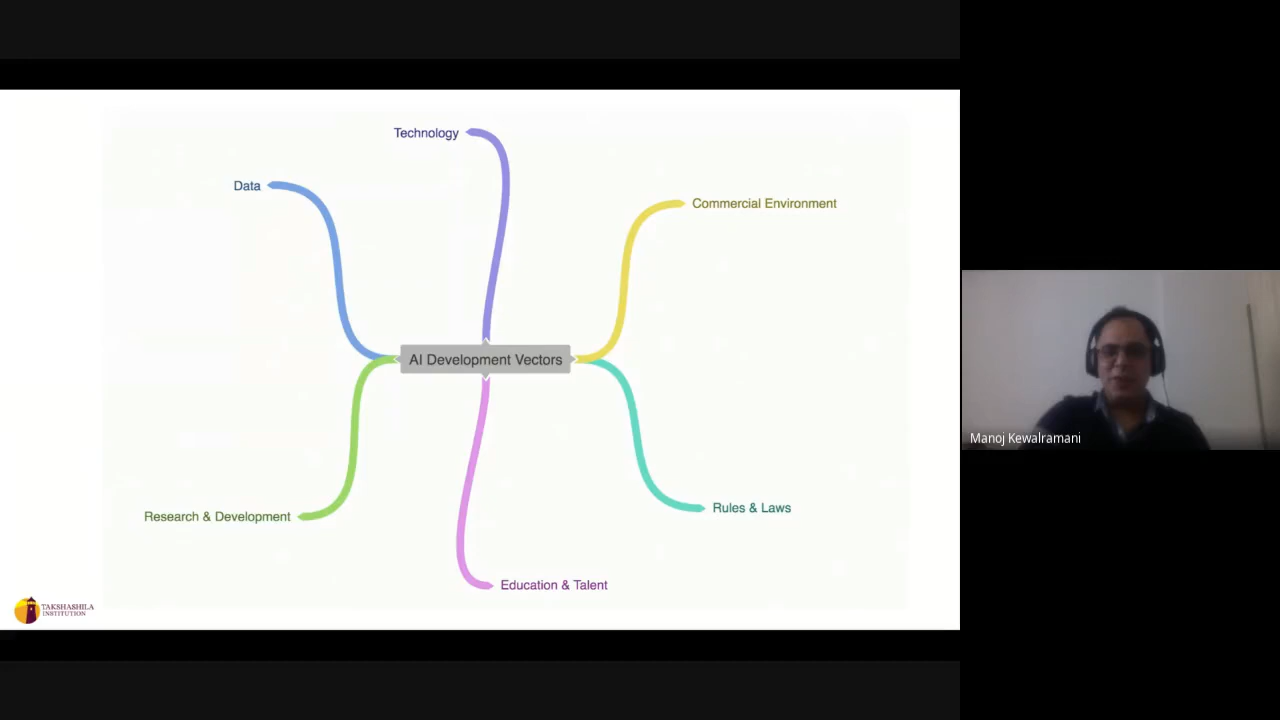 Technology
Data
Commercial Environment
AI Development Vectors
Manoj Kewalramani
Research & Development
Rules & Laws
Education & Talent
TAKSHASHILA
INSTITUTION